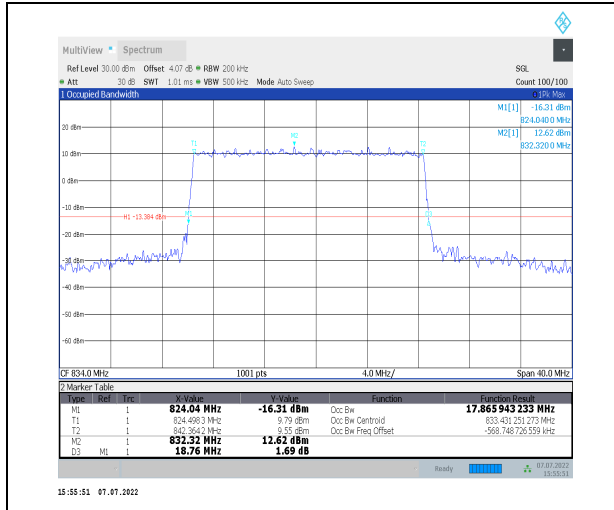 MultiView Spectrum
Ref Level 30.00 dBm Offset 4.07 dB RBW 200 kHz SGL
Att 30 dB SWT 1.01 ms VBW 500 kHz Mode Auto Sweep Count 100/100
1 Occupied Bandwidth 1Pk Max
M1[1] -16.31 dBm
824.0400 MHz
M2[1] 12.62 dBm
832.3200 MHz
20 dBm
T1 M2 T2
10 dBm
0 dBm
-10 dBm
H1 -13.384 dBm M1 D3
-20 dBm
-30 dBm
-40 dBm
-50 dBm
-60 dBm
CF 834.0 MHz 1001 pts 4.0 MHz/ Span 40.0 MHz
2 Marker Table
Type Ref Trc X-Value Y-Value Function Function Result
M1 1 824.04 MHz -16.31 dBm Occ Bw 17.865 943 233 MHz
T1 1 824.4983 MHz 9.79 dBm Occ Bw Centroid 833.431 251 273 MHz
T2 1 842.3642 MHz 9.55 dBm Occ Bw Freq Offset -568.748 726 559 kHz
M2 1 832.32 MHz 12.62 dBm
D3 M1 1 18.76 MHz 1.69 dB
Ready 07.07.2022
15:55:51
15:55:51 07.07.2022